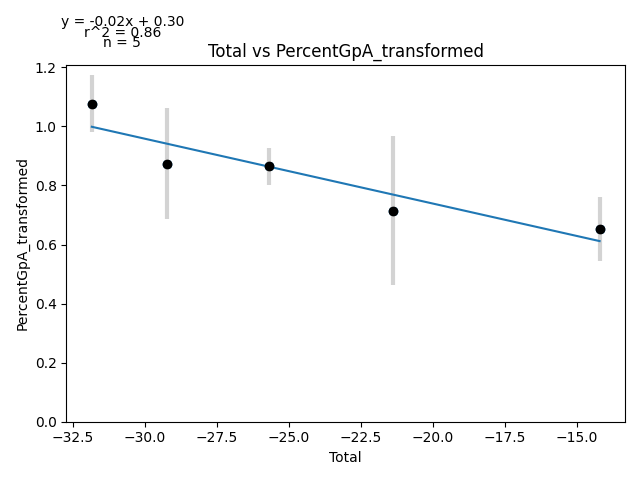 y = -0.02x + 0.30
r^2 = 0.86
n = 5
Total vs PercentGpA_transformed
PercentGpA_transformed
1.2
1.0
0.8
0.6
0.4
0.2
0.0
−32.5 −30.0 −27.5 −25.0 −22.5 −20.0 −17.5 −15.0
Total